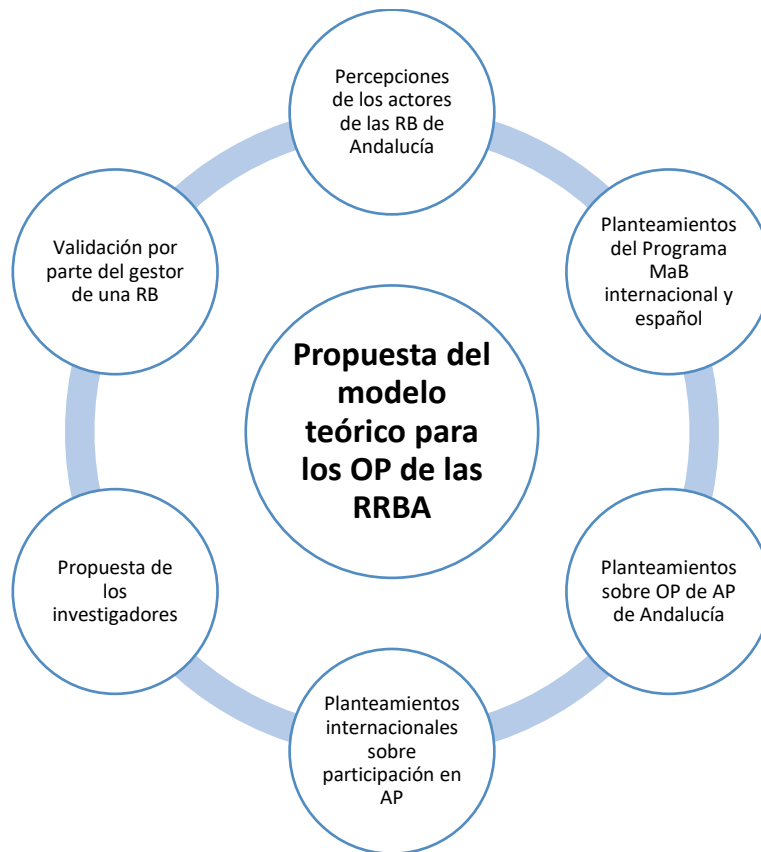 Percepciones
de los actores
de las RB de
Andalucía
Planteamientos
del Programa
MaB
internacional y
español
Planteamientos
sobre OP de AP
de Andalucía
Planteamientos
internacionales
sobre
participación en
AP
Propuesta de
los
investigadores
Validación por
parte del gestor
de una RB
Propuesta del
modelo
teórico para
los OP de las
RRBA